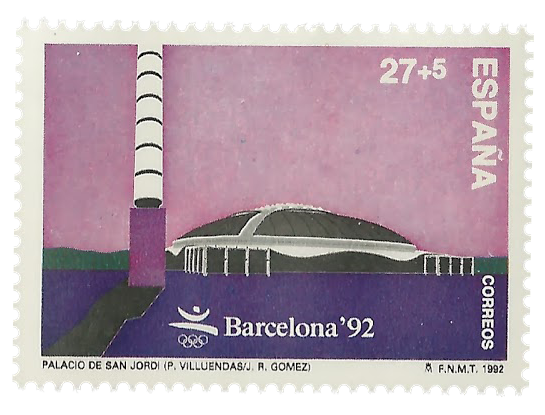 27+5
ESPAÑA
CORREOS
Barcelona '92
PALACIO DE SAN JORDI (P. VILLUENDAS/J. R. GOMEZ)
F.N.M.T. 1992